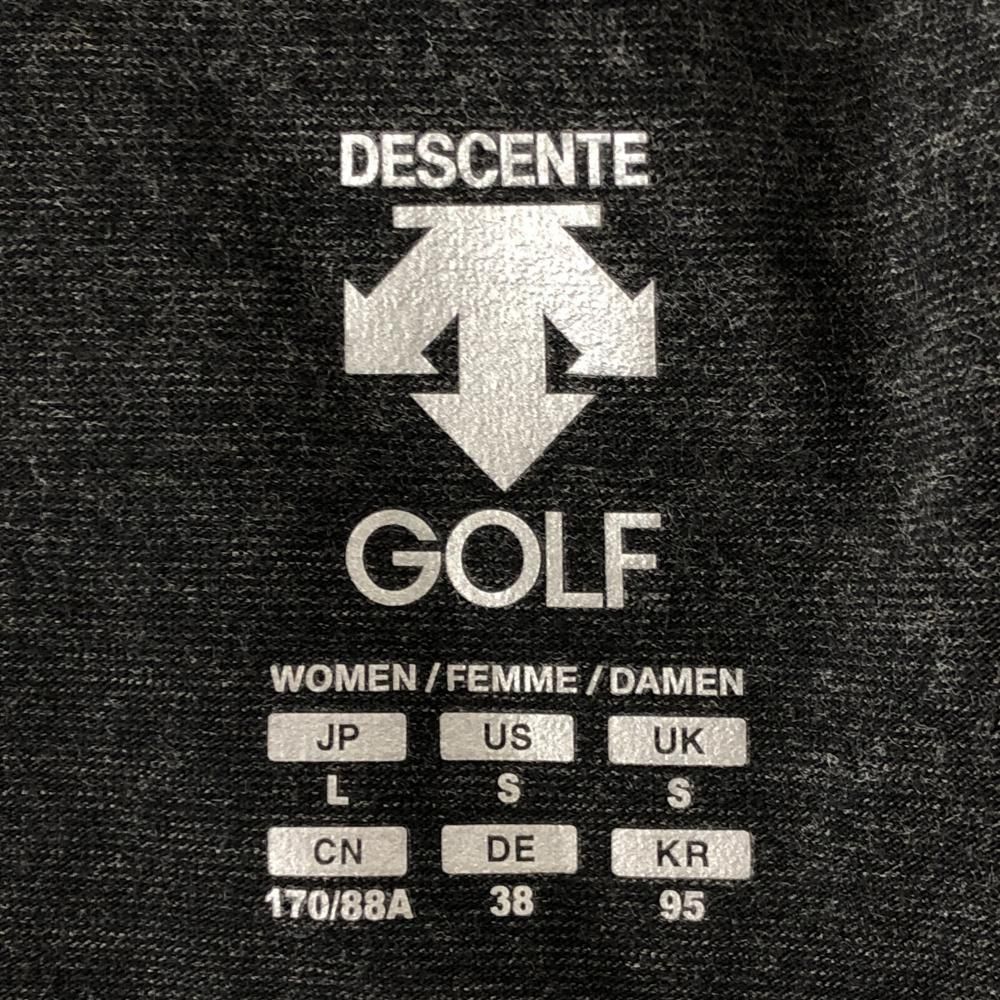 DESCENTE
GOLF
WOMEN / FEMME / DAMEN
JP US UK
L S S
CN DE KR
170/88A 38 95